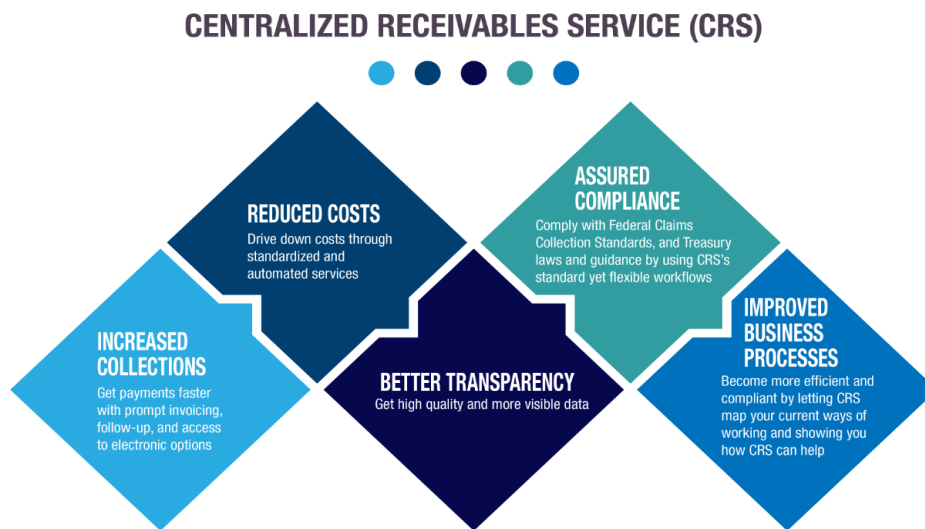 CENTRALIZED RECEIVABLES SERVICE (CRS)
INCREASED
COLLECTIONS
Get payments faster
with prompt invoicing,
follow-up, and access
to electronic options
REDUCED COSTS
Drive down costs through
standardized and
automated services
BETTER TRANSPARENCY
Get high quality and more visible data
ASSURED
COMPLIANCE
Comply with Federal Claims
Collection Standards, and Treasury
laws and guidance by using CRS's
standard yet flexible workflows
IMPROVED
BUSINESS
PROCESSES
Become more efficient and
compliant by letting CRS
map your current ways of
working and showing you
how CRS can help